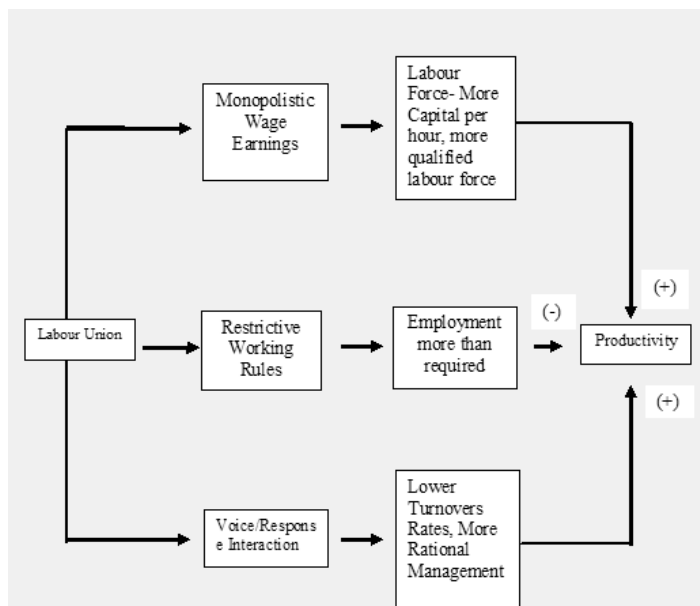 Monopolistic
Wage
Earnings
Labour
Force- More
Capital per
hour, more
qualified
labour force
(+)
(-)
Labour Union
Restrictive
Working
Rules
Employment
more than
required
Productivity
(+)
Voice/Respons
e Interaction
Lower
Turnovers
Rates, More
Rational
Management